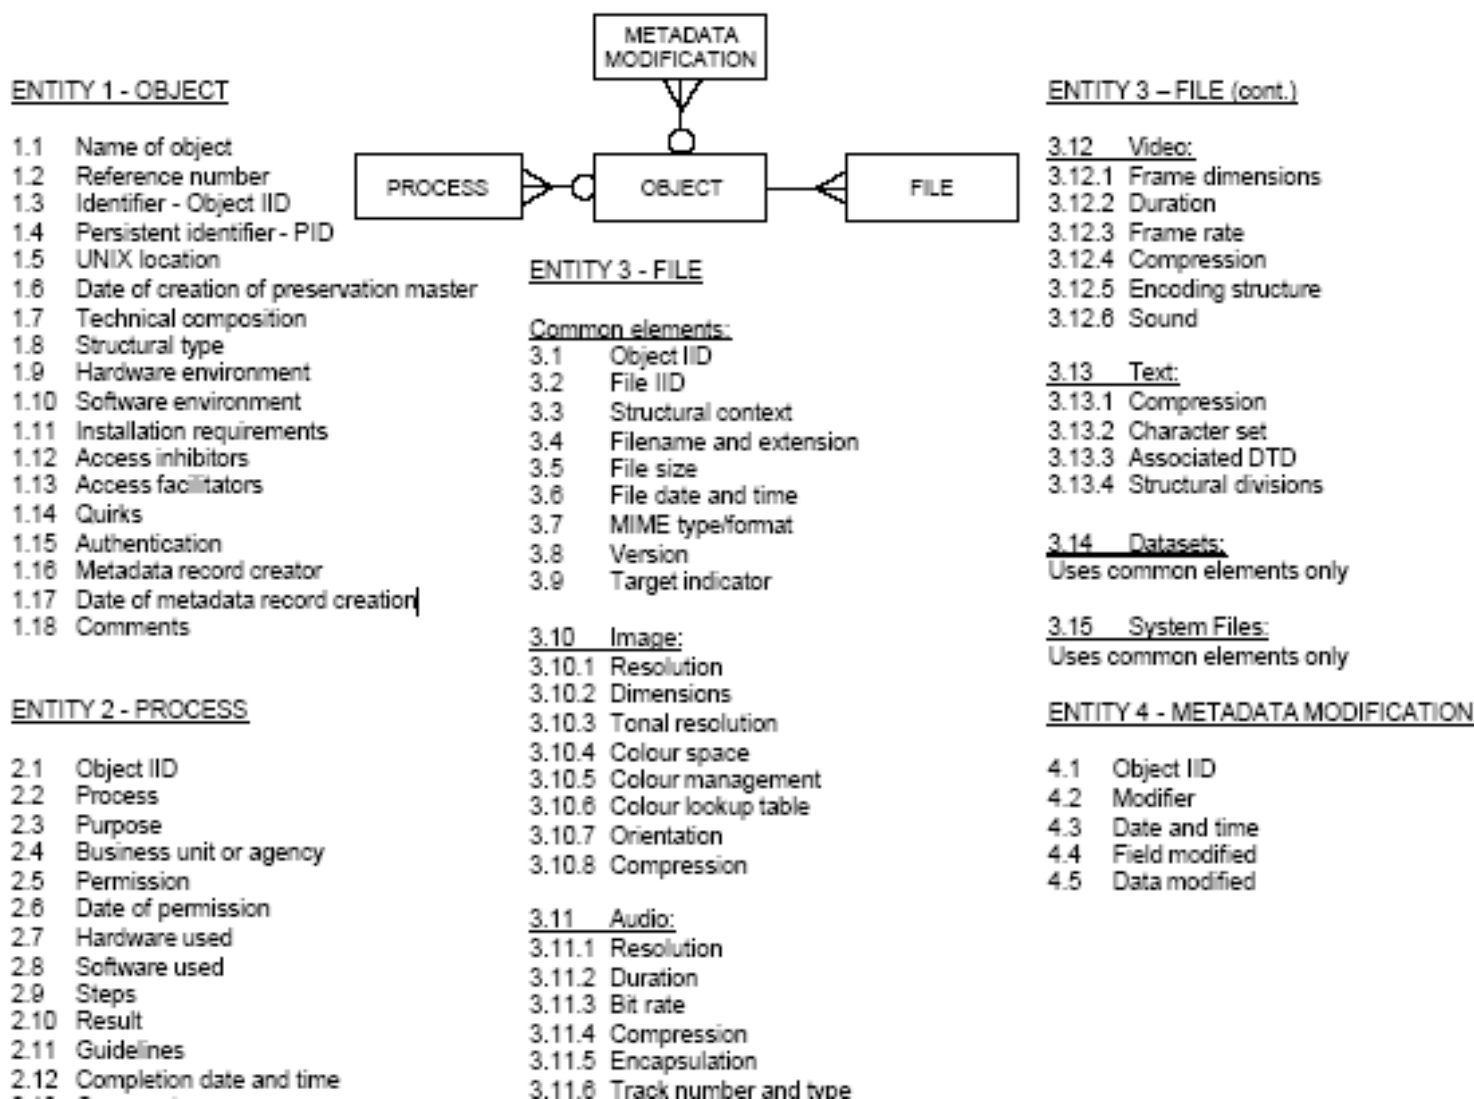 METADATA
MODIFICATION
PROCESS
OBJECT
FILE
ENTITY 1 - OBJECT
1.1 Name of object
1.2 Reference number
1.3 Identifier - Object IID
1.4 Persistent identifier - PID
1.5 UNIX location
1.6 Date of creation of preservation master
1.7 Technical composition
1.8 Structural type
1.9 Hardware environment
1.10 Software environment
1.11 Installation requirements
1.12 Access inhibitors
1.13 Access facilitators
1.14 Quirks
1.15 Authentication
1.16 Metadata record creator
1.17 Date of metadata record creation
1.18 Comments
ENTITY 2 - PROCESS
2.1 Object IID
2.2 Process
2.3 Purpose
2.4 Business unit or agency
2.5 Permission
2.6 Date of permission
2.7 Hardware used
2.8 Software used
2.9 Steps
2.10 Result
2.11 Guidelines
2.12 Completion date and time
ENTITY 3 - FILE
Common elements:
3.1 Object IID
3.2 File IID
3.3 Structural context
3.4 Filename and extension
3.5 File size
3.6 File date and time
3.7 MIME type/format
3.8 Version
3.9 Target indicator
3.10 Image:
3.10.1 Resolution
3.10.2 Dimensions
3.10.3 Tonal resolution
3.10.4 Colour space
3.10.5 Colour management
3.10.6 Colour lookup table
3.10.7 Orientation
3.10.8 Compression
3.11 Audio:
3.11.1 Resolution
3.11.2 Duration
3.11.3 Bit rate
3.11.4 Compression
3.11.5 Encapsulation
3.11.6 Track number and type
ENTITY 3 – FILE (cont.)
3.12 Video:
3.12.1 Frame dimensions
3.12.2 Duration
3.12.3 Frame rate
3.12.4 Compression
3.12.5 Encoding structure
3.12.6 Sound
3.13 Text:
3.13.1 Compression
3.13.2 Character set
3.13.3 Associated DTD
3.13.4 Structural divisions
3.14 Datasets:
Uses common elements only
3.15 System Files:
Uses common elements only
ENTITY 4 - METADATA MODIFICATION
4.1 Object IID
4.2 Modifier
4.3 Date and time
4.4 Field modified
4.5 Data modified